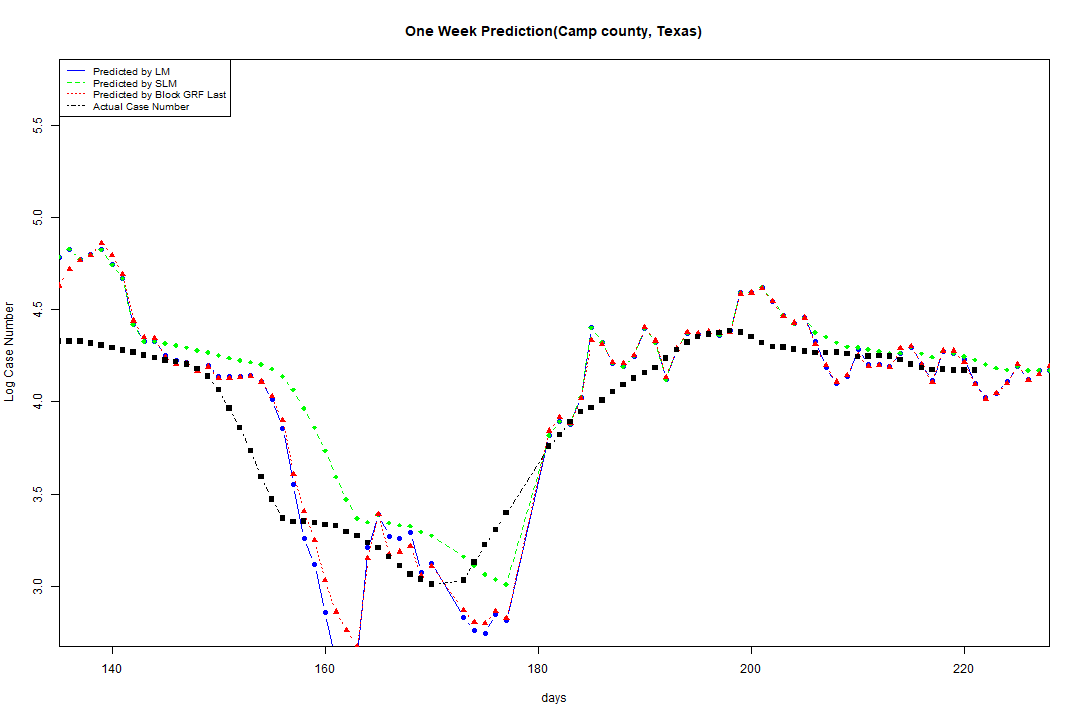 One Week Prediction(Camp county, Texas)
Predicted by LM
Predicted by SLM
Predicted by Block GRF Last
Actual Case Number
5.5
5.0
4.5
4.0
3.5
3.0
Log Case Number
140 160 180 200 220
days